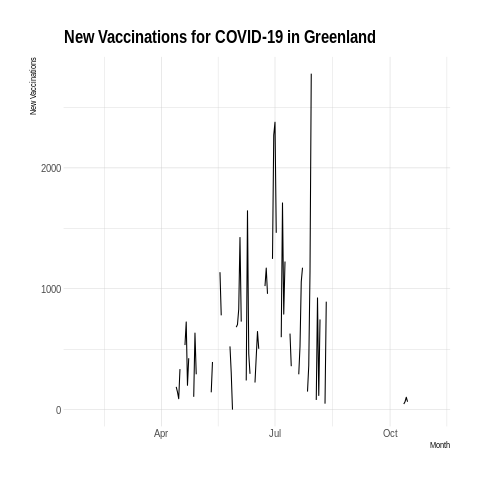 New Vaccinations for COVID-19 in Greenland
New Vaccinations
2000
1000
0
Apr Jul Oct
Month